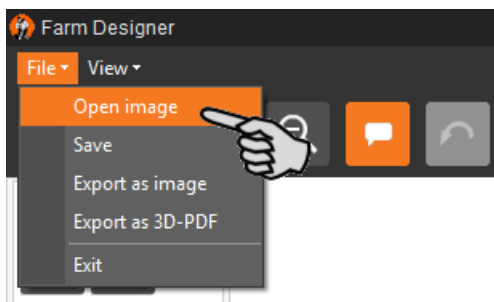 Farm Designer
File View
Open image
Save
Export as image
Export as 3D-PDF
Exit